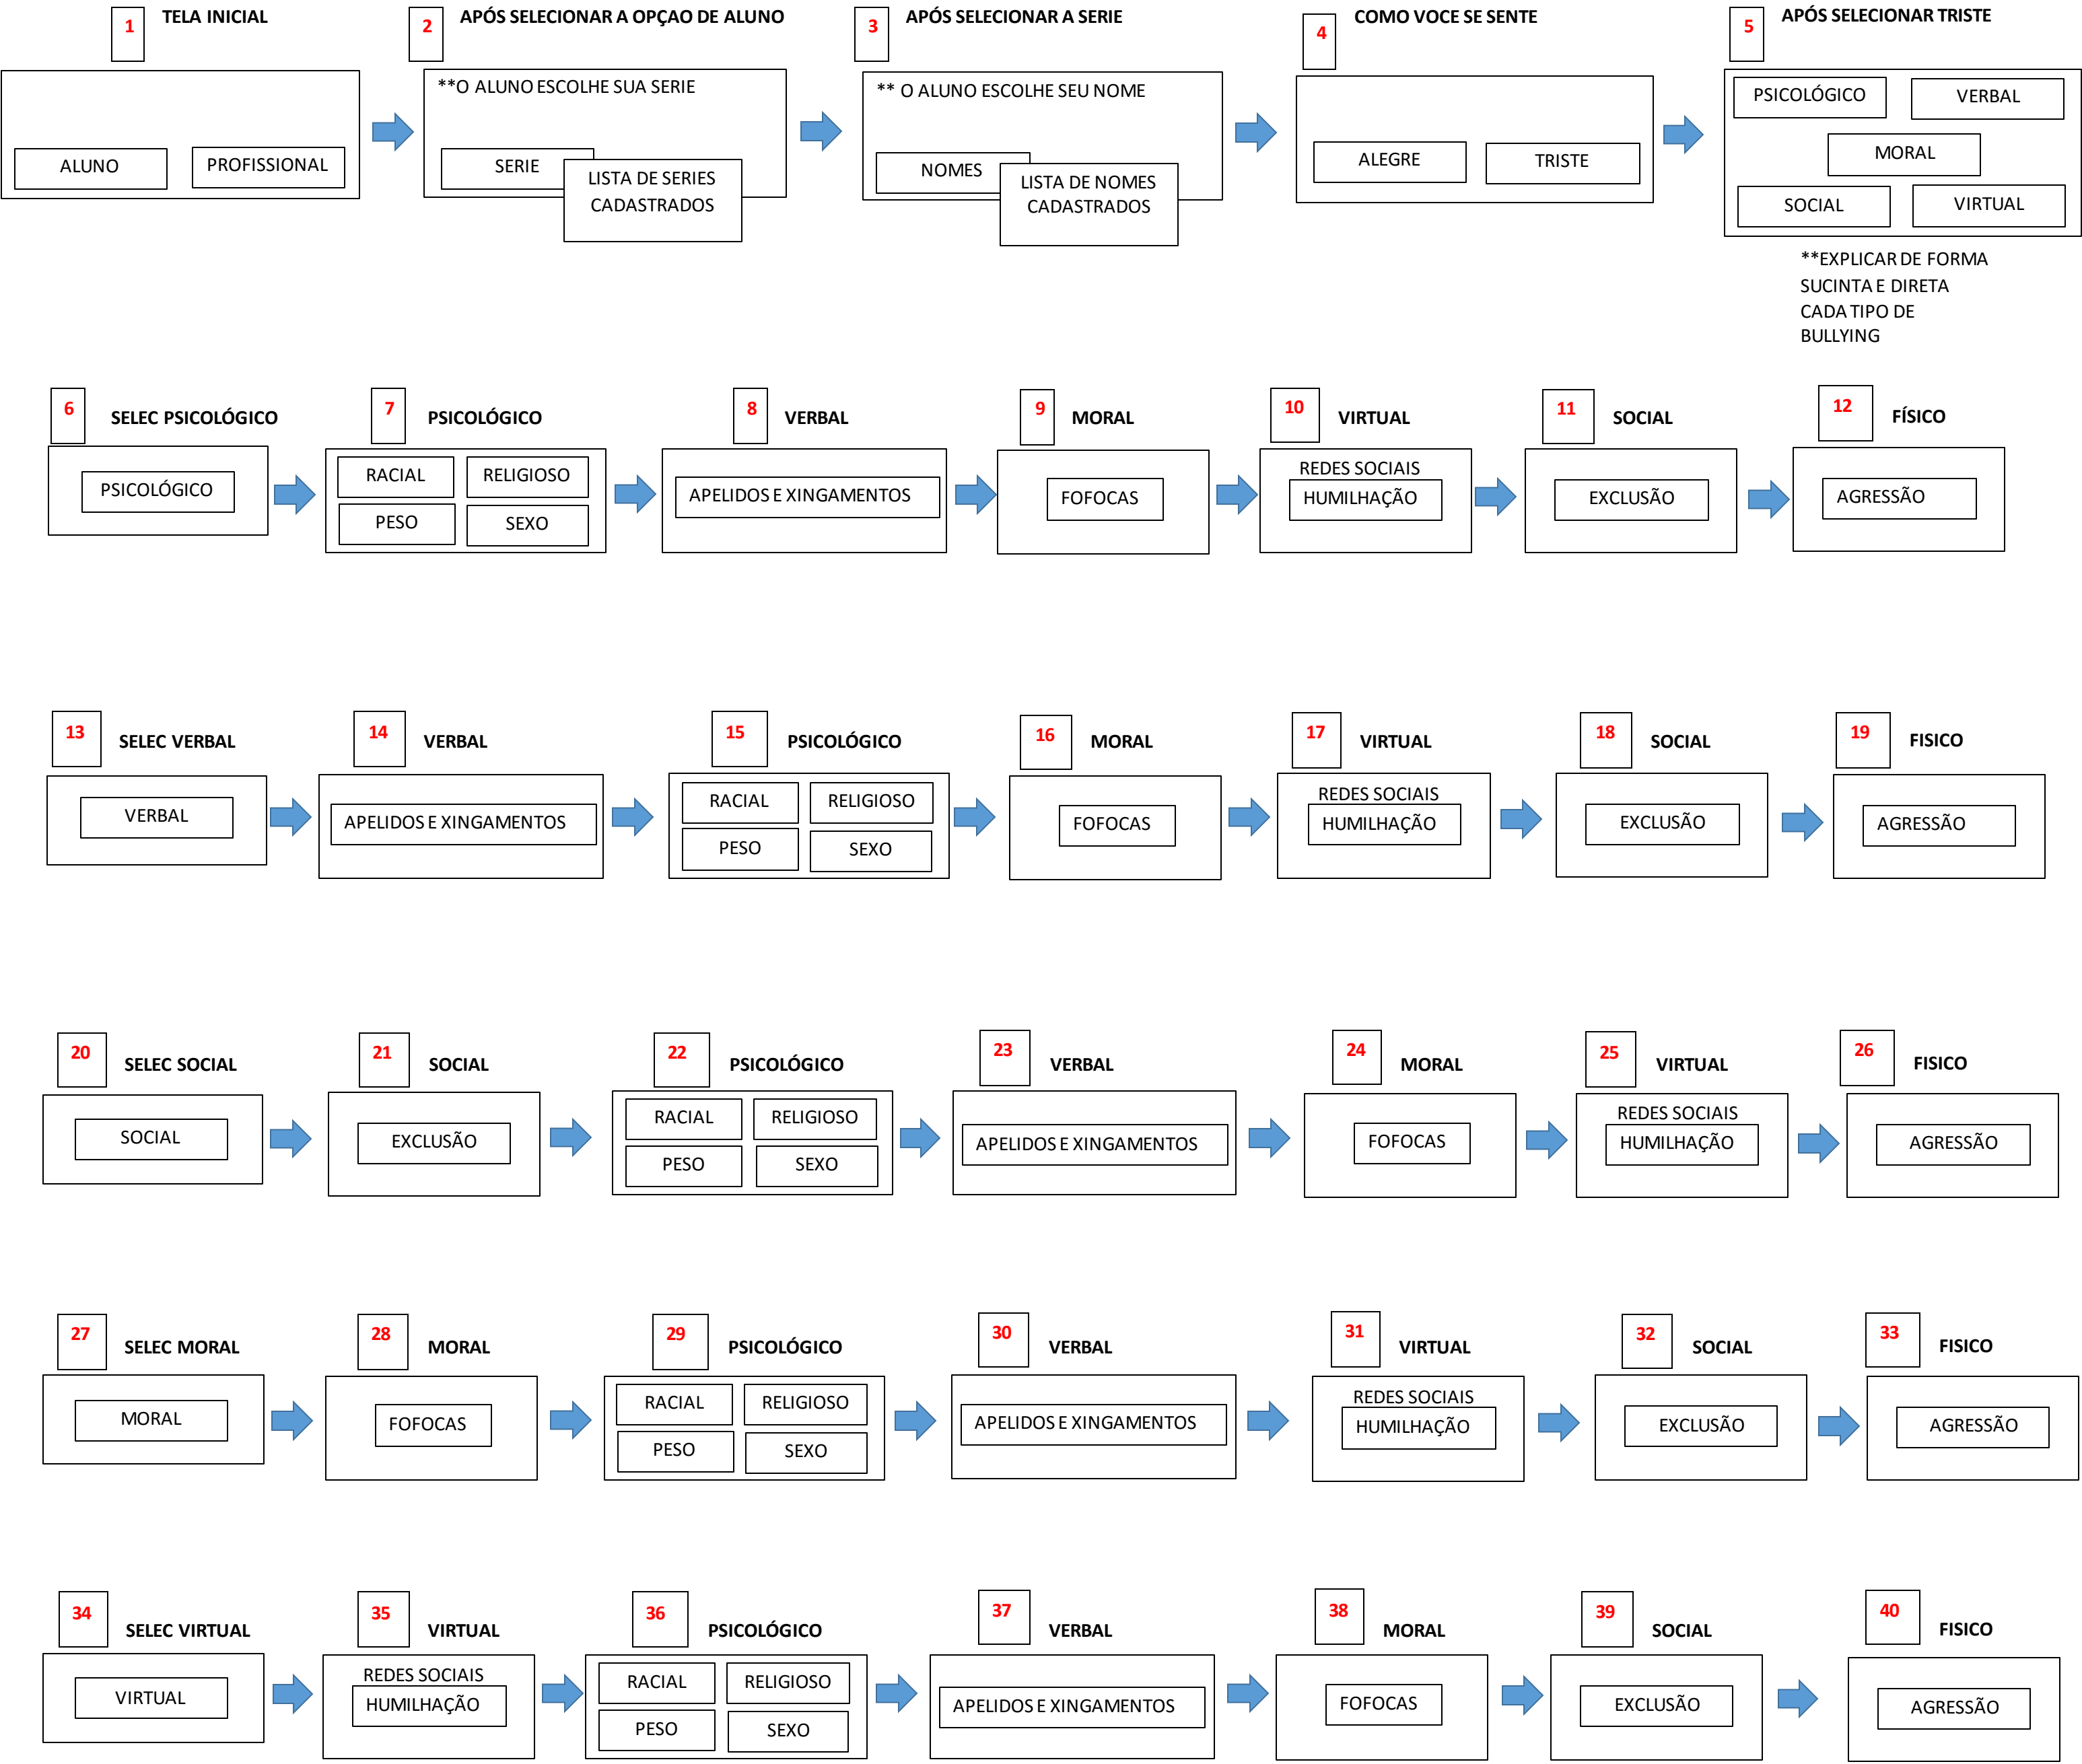 1 TELA INICIAL
ALUNO
PROFISSIONAL
2 APÓS SELECIONAR A OPÇAO DE ALUNO
**O ALUNO ESCOLHE SUA SERIE
SERIE
LISTA DE SERIES
CADASTRADOS
3 APÓS SELECIONAR A SERIE
** O ALUNO ESCOLHE SEU NOME
NOMES
LISTA DE NOMES
CADASTRADOS
4 COMO VOCE SE SENTE
ALEGRE
TRISTE
5 APÓS SELECIONAR TRISTE
PSICOLÓGICO
VERBAL
MORAL
SOCIAL
VIRTUAL
**EXPLICAR DE FORMA
SUCINTA E DIRETA
CADA TIPO DE
BULLYING
6 SELEC PSICOLÓGICO
PSICOLÓGICO
7 PSICOLÓGICO
RACIAL
RELIGIOSO
PESO
SEXO
8 VERBAL
APELIDOS E XINGAMENTOS
9 MORAL
FOFOCAS
10 VIRTUAL
REDES SOCIAIS
HUMILHAÇÃO
11 SOCIAL
EXCLUSÃO
12 FÍSICO
AGRESSÃO
13 SELEC VERBAL
VERBAL
14 VERBAL
APELIDOS E XINGAMENTOS
15 PSICOLÓGICO
RACIAL
RELIGIOSO
PESO
SEXO
16 MORAL
FOFOCAS
17 VIRTUAL
REDES SOCIAIS
HUMILHAÇÃO
18 SOCIAL
EXCLUSÃO
19 FISICO
AGRESSÃO
20 SELEC SOCIAL
SOCIAL
21 SOCIAL
EXCLUSÃO
22 PSICOLÓGICO
RACIAL
RELIGIOSO
PESO
SEXO
23 VERBAL
APELIDOS E XINGAMENTOS
24 MORAL
FOFOCAS
25 VIRTUAL
REDES SOCIAIS
HUMILHAÇÃO
26 FISICO
AGRESSÃO
27 SELEC MORAL
MORAL
28 MORAL
FOFOCAS
29 PSICOLÓGICO
RACIAL
RELIGIOSO
PESO
SEXO
30 VERBAL
APELIDOS E XINGAMENTOS
31 VIRTUAL
REDES SOCIAIS
HUMILHAÇÃO
32 SOCIAL
EXCLUSÃO
33 FISICO
AGRESSÃO
34 SELEC VIRTUAL
VIRTUAL
35 VIRTUAL
REDES SOCIAIS
HUMILHAÇÃO
36 PSICOLÓGICO
RACIAL
RELIGIOSO
PESO
SEXO
37 VERBAL
APELIDOS E XINGAMENTOS
38 MORAL
FOFOCAS
39 SOCIAL
EXCLUSÃO
40 FISICO
AGRESSÃO